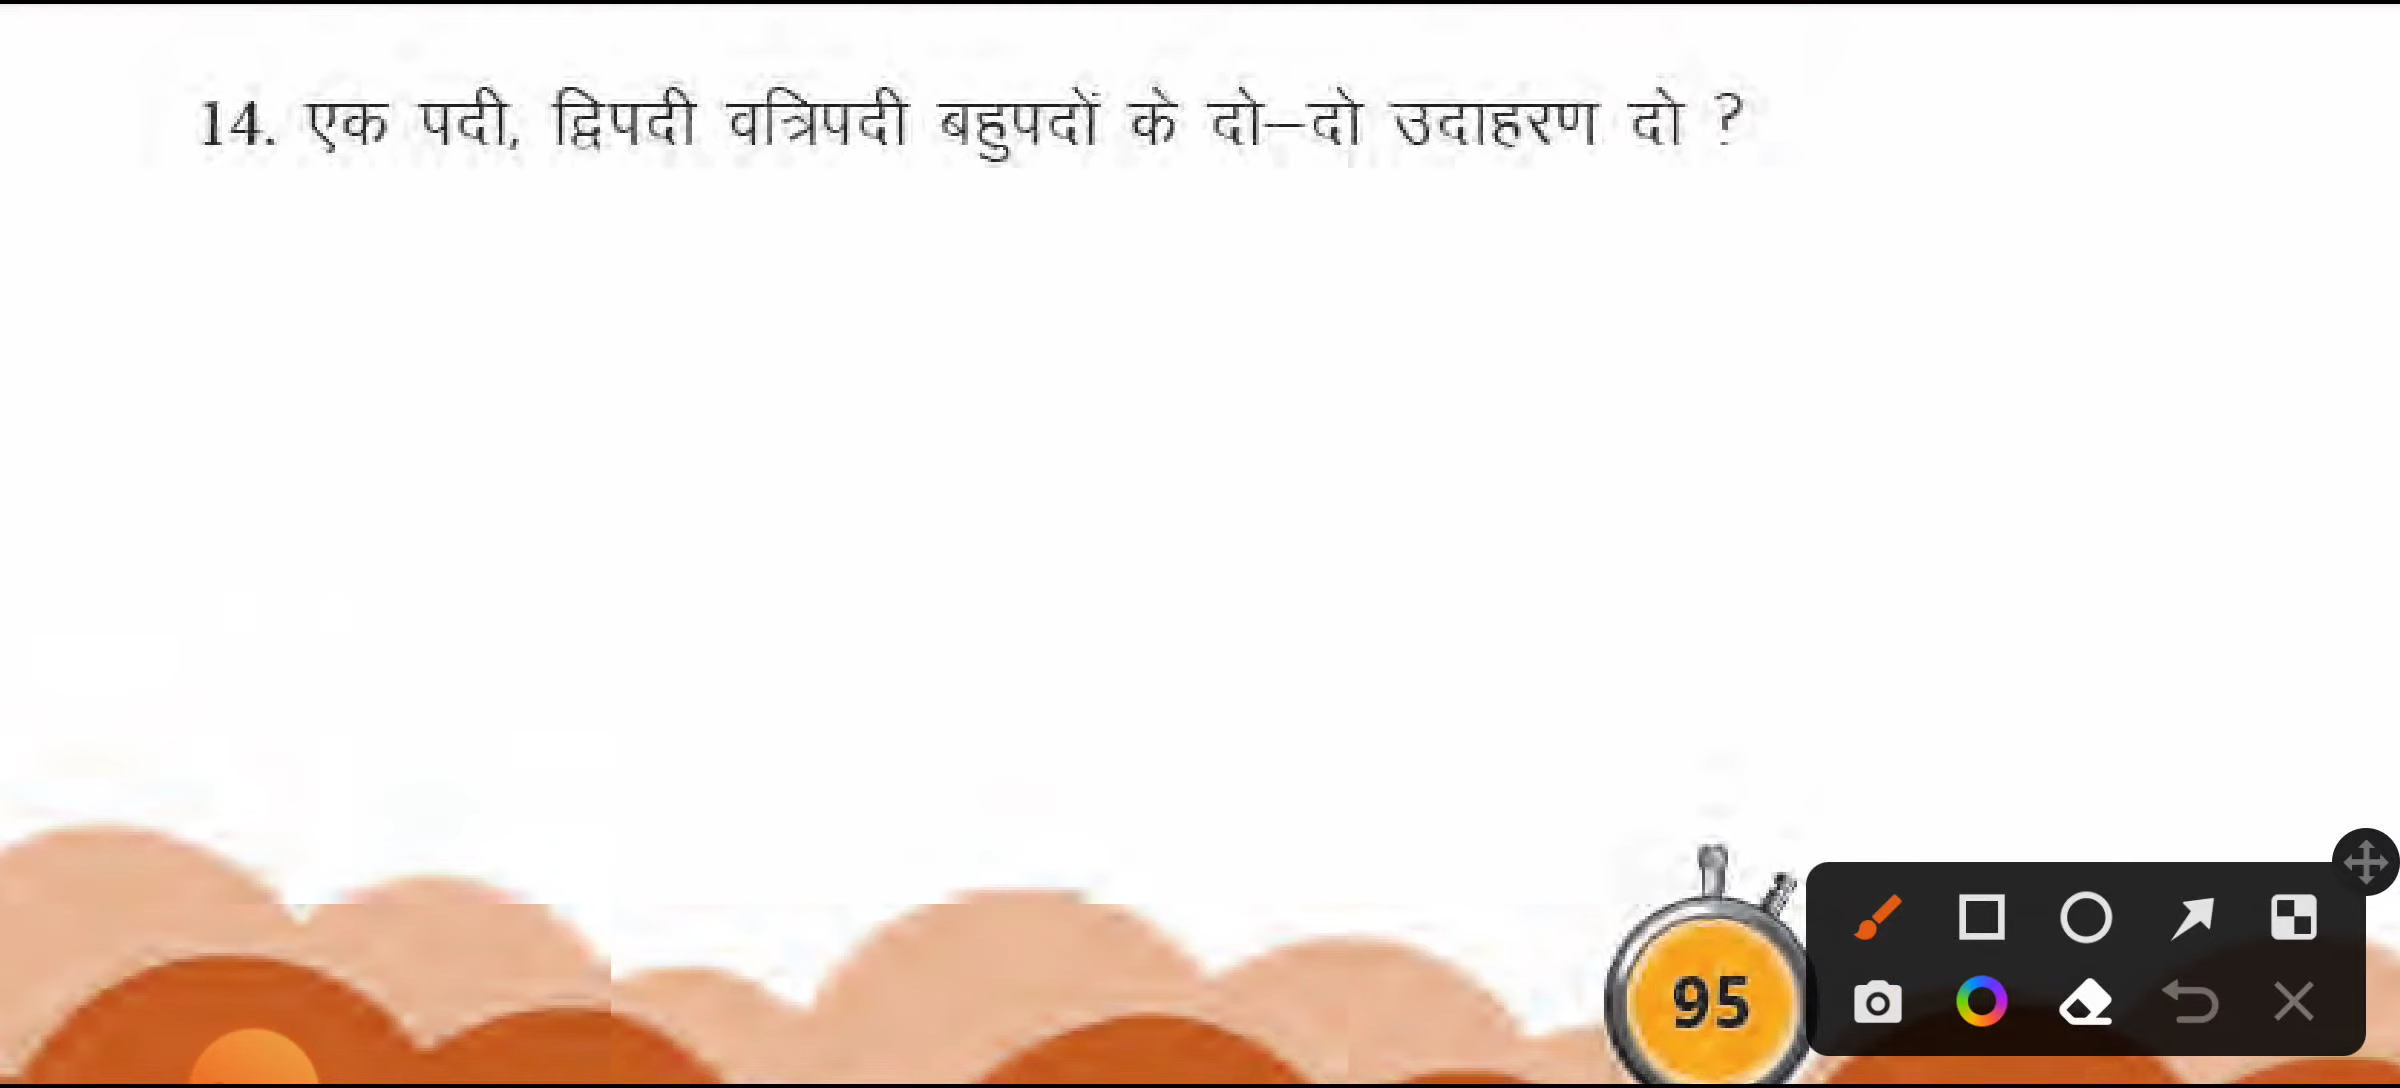 14. एक पदी, द्विपदी वत्रिपदी बहुपदों के दो–दो उदाहरण दो ?
95